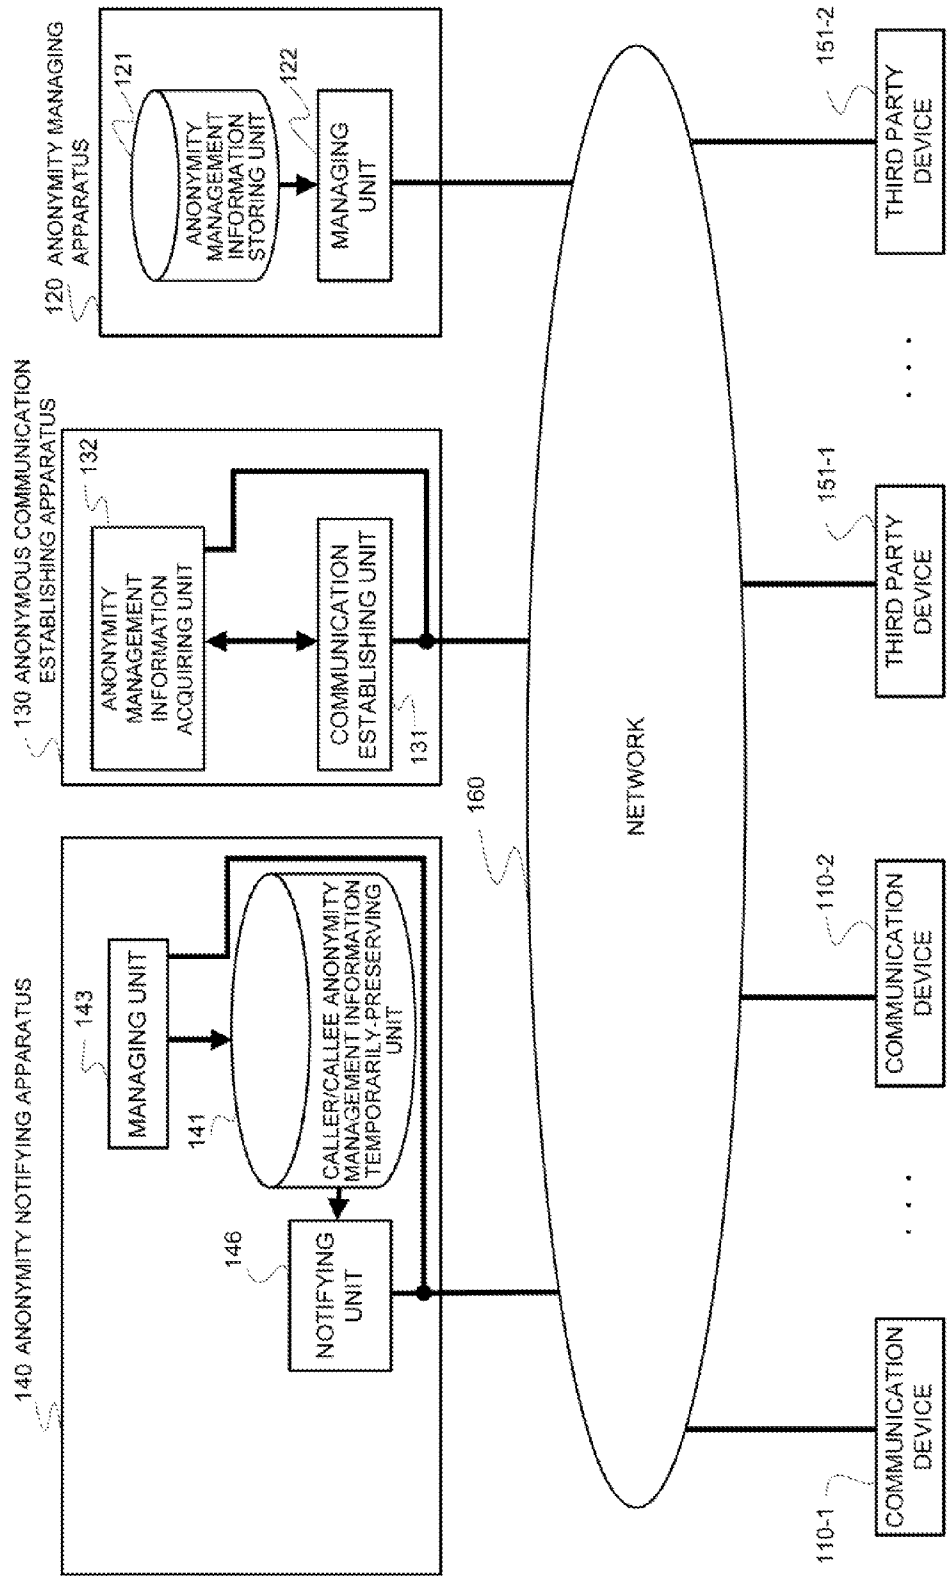 140 ANONYMITY NOTIFYING APPARATUS
143
MANAGING UNIT
141
CALLER/CALLEE ANONYMITY
MANAGEMENT INFORMATION
TEMPORARILY-PRESERVING
UNIT
146
NOTIFYING
UNIT
130 ANONYMOUS COMMUNICATION
ESTABLISHING APPARATUS
132
ANONYMITY
MANAGEMENT
INFORMATION
ACQUIRING UNIT
COMMUNICATION
ESTABLISHING UNIT
131
120 ANONYMITY MANAGING
APPARATUS
121
ANONYMITY
MANAGEMENT
INFORMATION
STORING UNIT
122
MANAGING
UNIT
160
NETWORK
110-1
COMMUNICATION
DEVICE
. . .
110-2
COMMUNICATION
DEVICE
151-1
THIRD PARTY
DEVICE
. . .
151-2
THIRD PARTY
DEVICE